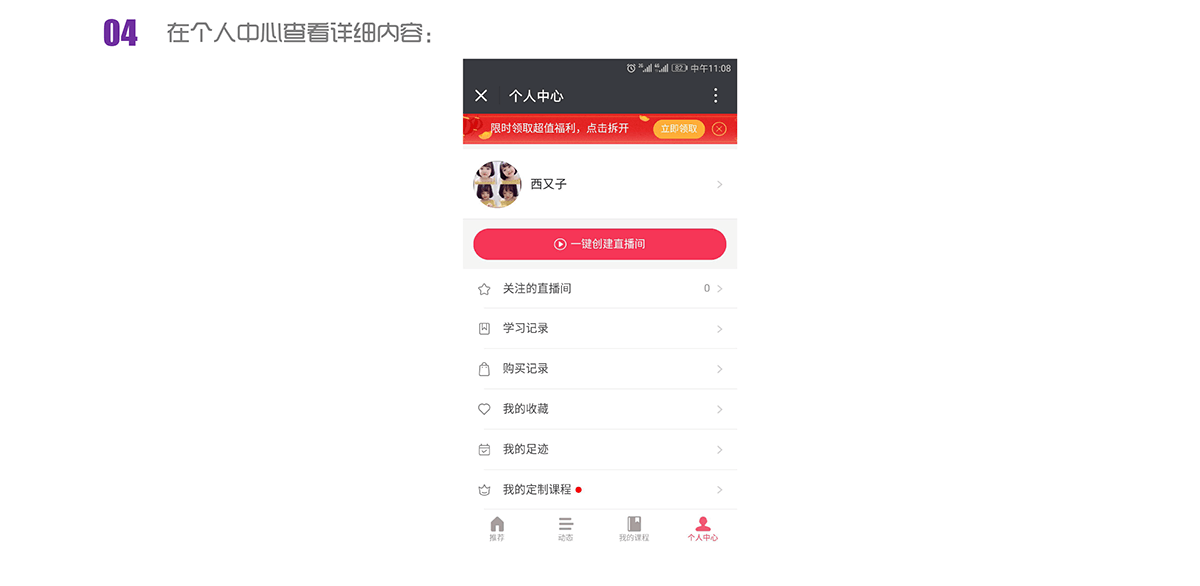 04 在个人中心查看详细内容：
82 中午11:08
个人中心
限时领取超值福利，点击拆开 立即领取
西又子
一键创建直播间
关注的直播间 0
学习记录
购买记录
我的收藏
我的足迹
我的定制课程
推荐 动态 我的课程 个人中心